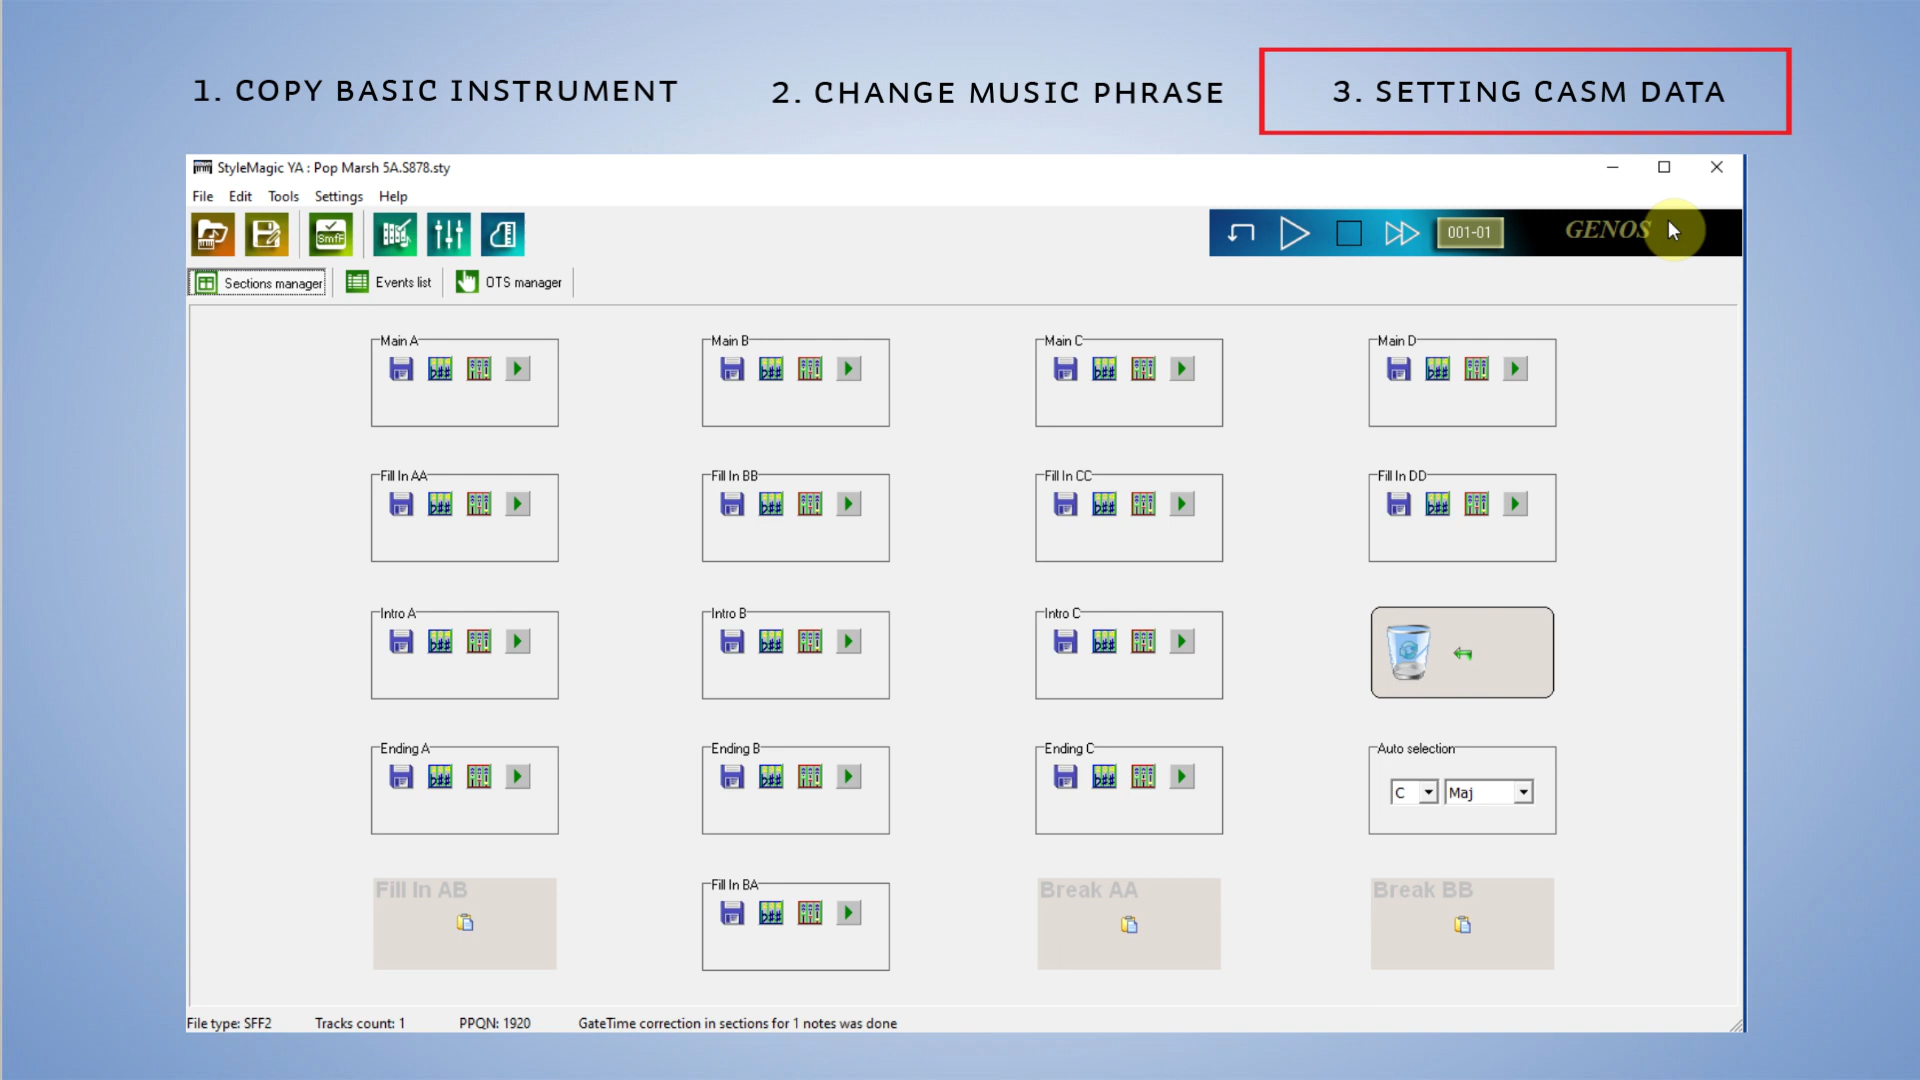 1. COPY BASIC INSTRUMENT
2. CHANGE MUSIC PHRASE
3. SETTING CASM DATA
StyleMagic YA : Pop Marsh 5A.S878.sty
File Edit Tools Settings Help
SmfF
001-01
GENOS
Sections manager
Events list
OTS manager
Main A
Main B
Main C
Main D
Fill In AA
Fill In BB
Fill In CC
Fill In DD
Intro A
Intro B
Intro C
Ending A
Ending B
Ending C
Auto selection
C
Maj
Fill In AB
Fill In BA
Break AA
Break BB
File type: SFF2
Tracks count: 1
PPQN: 1920
GateTime correction in sections for 1 notes was done